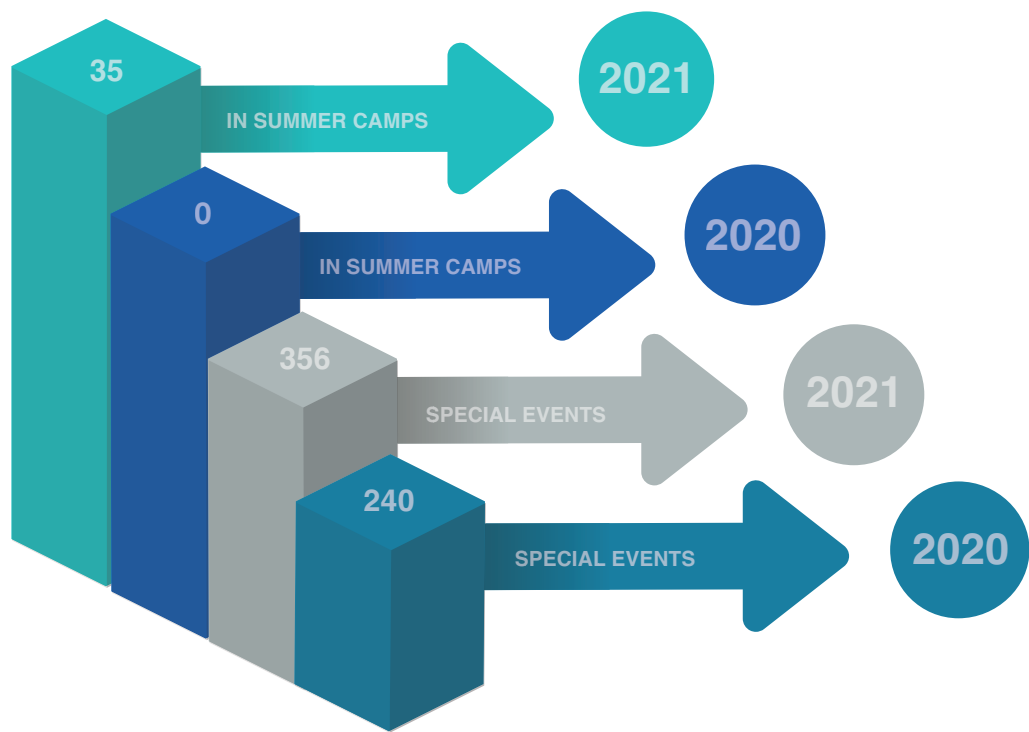 35
IN SUMMER CAMPS
2021
0
IN SUMMER CAMPS
2020
356
SPECIAL EVENTS
2021
240
SPECIAL EVENTS
2020